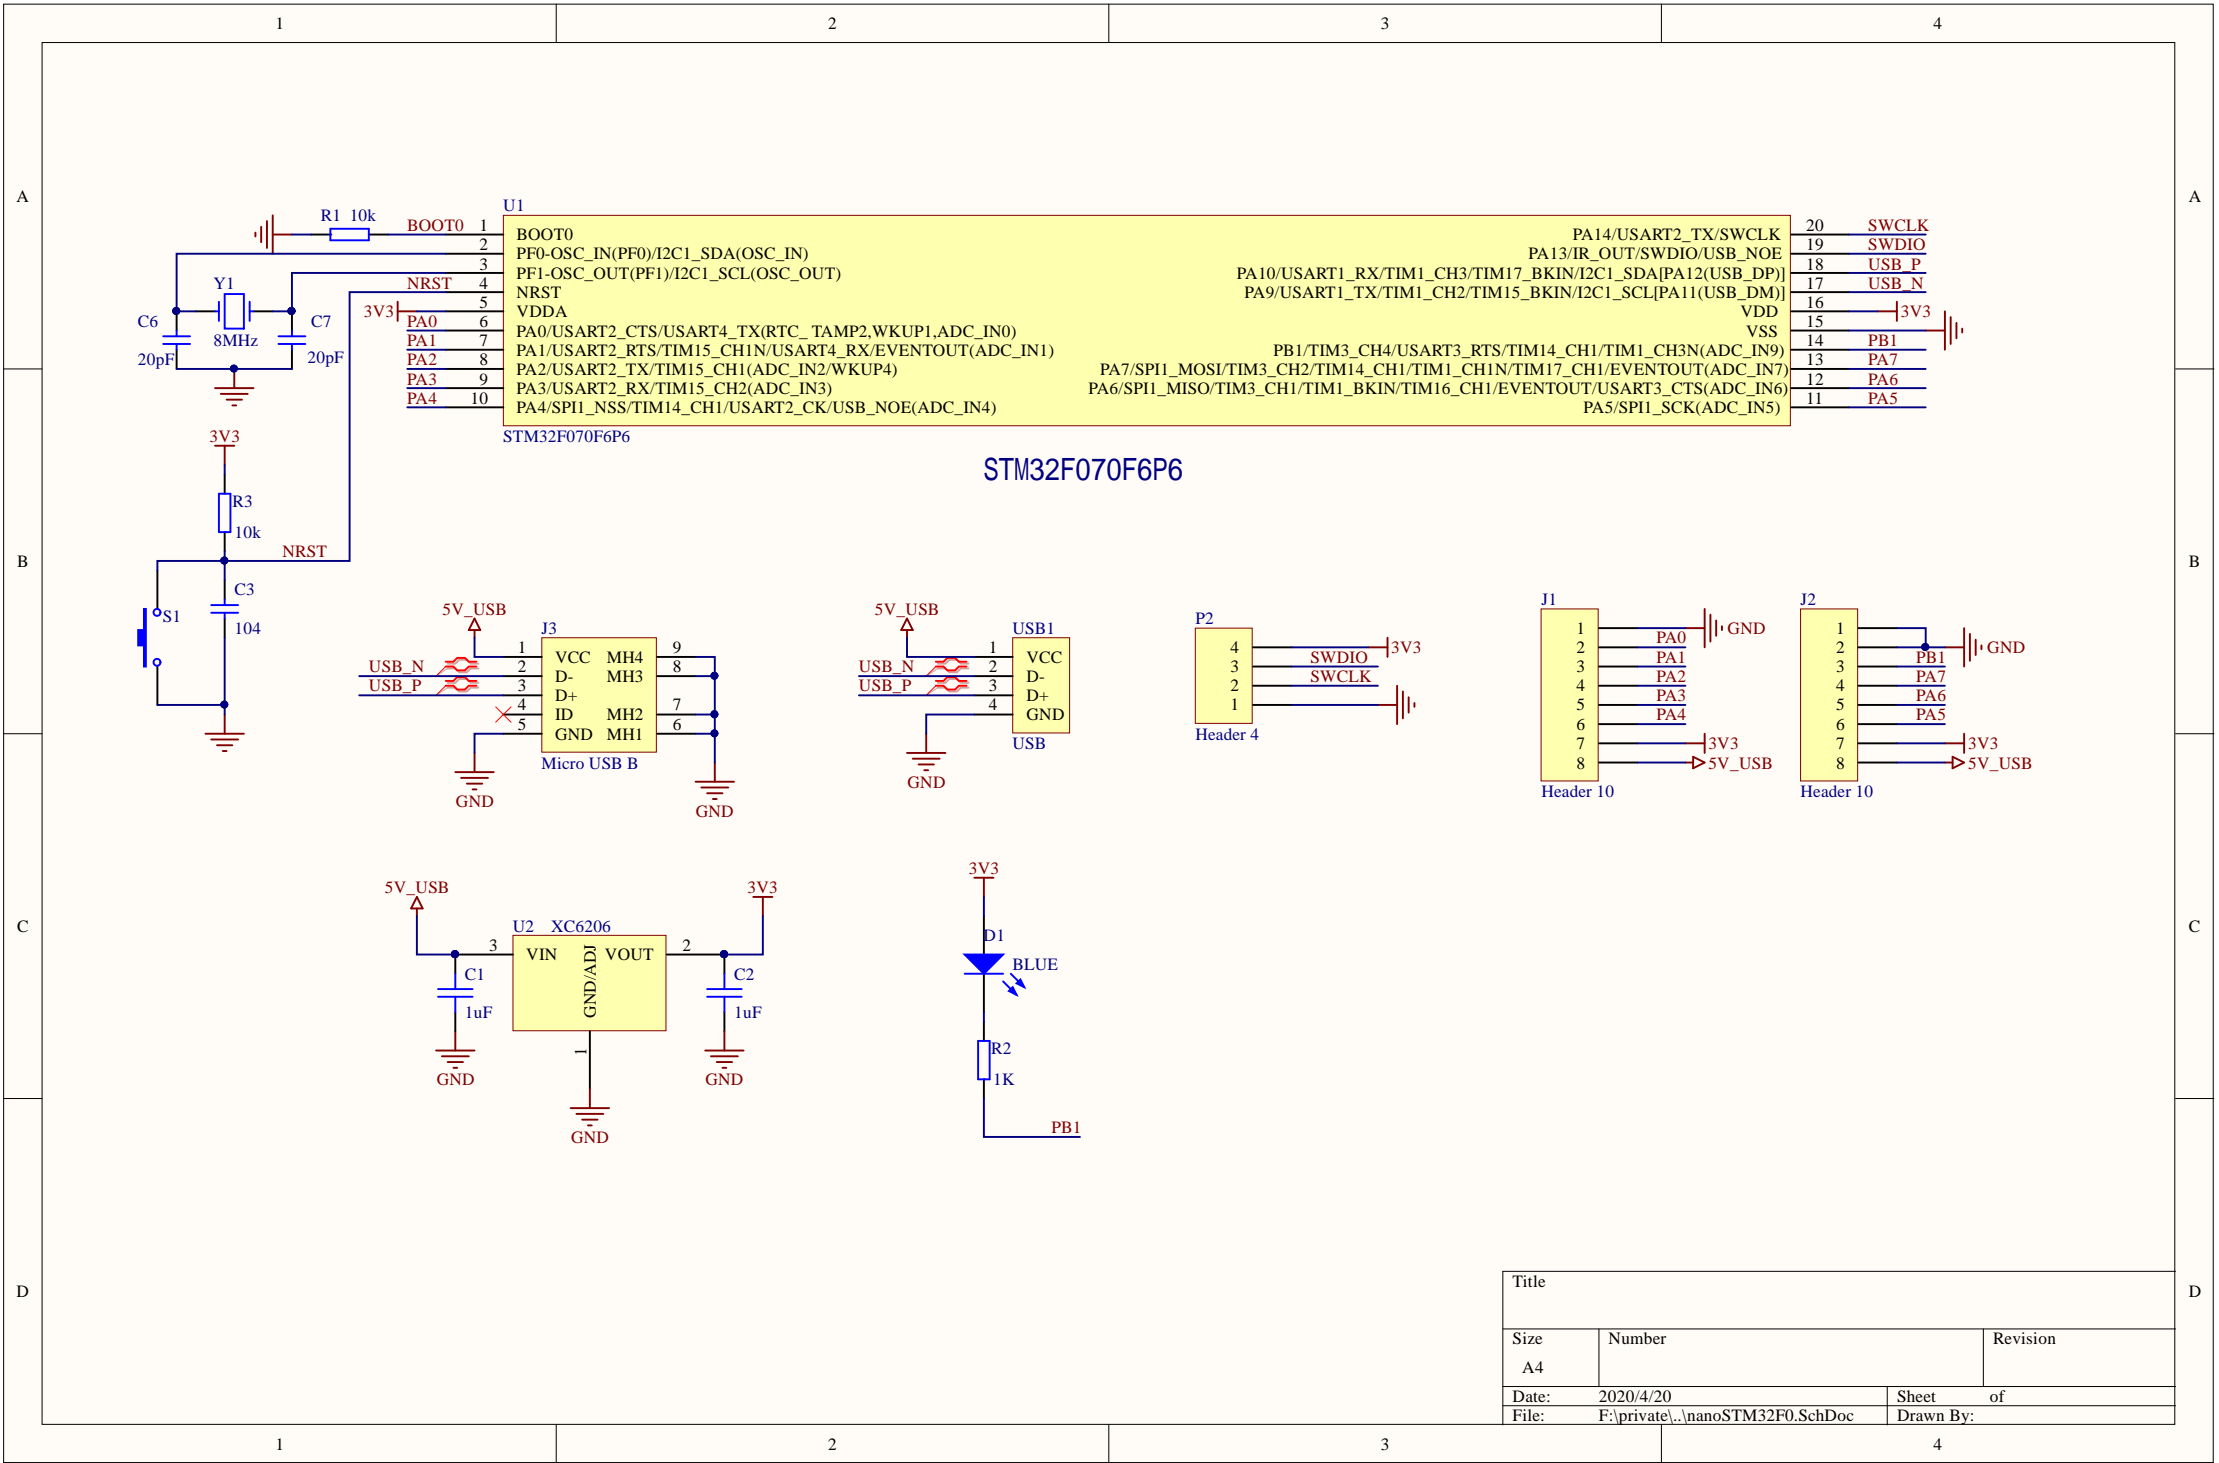 1 2 3 4
A A
U1
R1 10k BOOT0 1 BOOT0
2 PF0-OSC_IN(PF0)/I2C1_SDA(OSC_IN)
3 PF1-OSC_OUT(PF1)/I2C1_SCL(OSC_OUT)
NRST 4 NRST
3V3 5 VDDA
PA0 6 PA0/USART2_CTS/USART4_TX(RTC_TAMP2,WKUP1,ADC_IN0)
PA1 7 PA1/USART2_RTS/TIM15_CH1N/USART4_RX/EVENTOUT(ADC_IN1)
PA2 8 PA2/USART2_TX/TIM15_CH1(ADC_IN2/WKUP4)
PA3 9 PA3/USART2_RX/TIM15_CH2(ADC_IN3)
PA4 10 PA4/SPI1_NSS/TIM14_CH1/USART2_CK/USB_NOE(ADC_IN4)
PA14/USART2_TX/SWCLK 20 SWCLK
PA13/IR_OUT/SWDIO/USB_NOE 19 SWDIO
PA10/USART1_RX/TIM1_CH3/TIM17_BKIN/I2C1_SDA[PA12(USB_DP)] 18 USB_P
PA9/USART1_TX/TIM1_CH2/TIM15_BKIN/I2C1_SCL[PA11(USB_DM)] 17 USB_N
VDD 16 3V3
VSS 15
PB1/TIM3_CH4/USART3_RTS/TIM14_CH1/TIM1_CH3N(ADC_IN9) 14 PB1
PA7/SPI1_MOSI/TIM3_CH2/TIM14_CH1/TIM1_CH1N/TIM17_CH1/EVENTOUT(ADC_IN7) 13 PA7
PA6/SPI1_MISO/TIM3_CH1/TIM1_BKIN/TIM16_CH1/EVENTOUT/USART3_CTS(ADC_IN6) 12 PA6
PA5/SPI1_SCK(ADC_IN5) 11 PA5
STM32F070F6P6
STM32F070F6P6
Y1
C6 C7
8MHz
20pF 20pF
3V3
R3
10k
B B
NRST
C3
S1
104
5V_USB
J3
1 VCC MH4 9
USB_N 2 D- MH3 8
USB_P 3 D+
4 ID MH2 7
5 GND MH1 6
Micro USB B
GND
GND
5V_USB
USB1
1 VCC
USB_N 2 D-
USB_P 3 D+
4 GND
USB
GND
P2
4 3V3
3 SWDIO
2 SWCLK
1
Header 4
J1
1 GND
2 PA0
3 PA1
4 PA2
5 PA3
6 PA4
7 3V3
8 5V_USB
Header 10
J2
1
2 GND
3 PB1
4 PA7
5 PA6
6 PA5
7 3V3
8 5V_USB
Header 10
C C
5V_USB 3V3
U2 XC6206
3 VIN GND/ADJ VOUT 2
C1 C2
1uF 1uF
1
GND GND
GND
3V3
D1
BLUE
R2
1K
PB1
D D
Title
Size Number Revision
A4
Date: 2020/4/20 Sheet of
File: F:\private\..\nanoSTM32F0.SchDoc Drawn By:
1 2 3 4